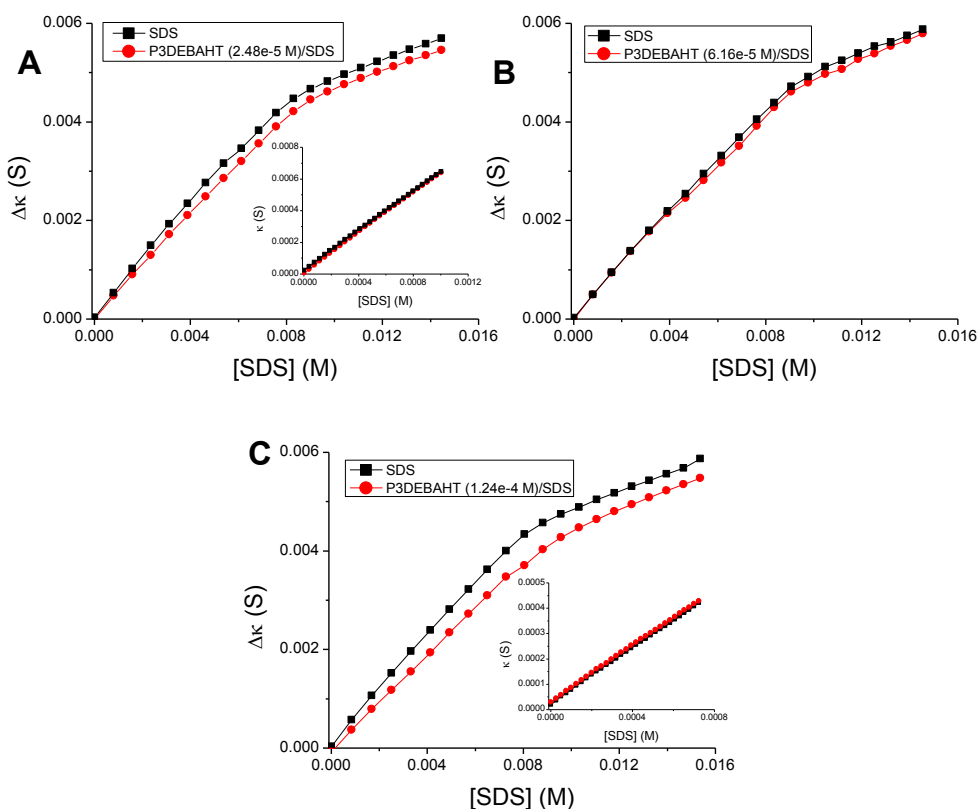 A
SDS
P3DEBAHT (2.48e-5 M)/SDS
Δκ (S)
0.006
0.004
0.002
0.000
0.000 0.004 0.008 0.012 0.016
[SDS] (M)
κ (S)
0.0008
0.0006
0.0004
0.0002
0.0000
0.0000 0.0004 0.0008 0.0012
[SDS] (M)
B
SDS
P3DEBAHT (6.16e-5 M)/SDS
Δκ (S)
0.006
0.004
0.002
0.000
0.000 0.004 0.008 0.012 0.016
[SDS] (M)
C
SDS
P3DEBAHT (1.24e-4 M)/SDS
Δκ (S)
0.006
0.004
0.002
0.000
0.000 0.004 0.008 0.012 0.016
[SDS] (M)
κ (S)
0.0005
0.0004
0.0003
0.0002
0.0001
0.0000
0.0000 0.0004 0.0008
[SDS] (M)